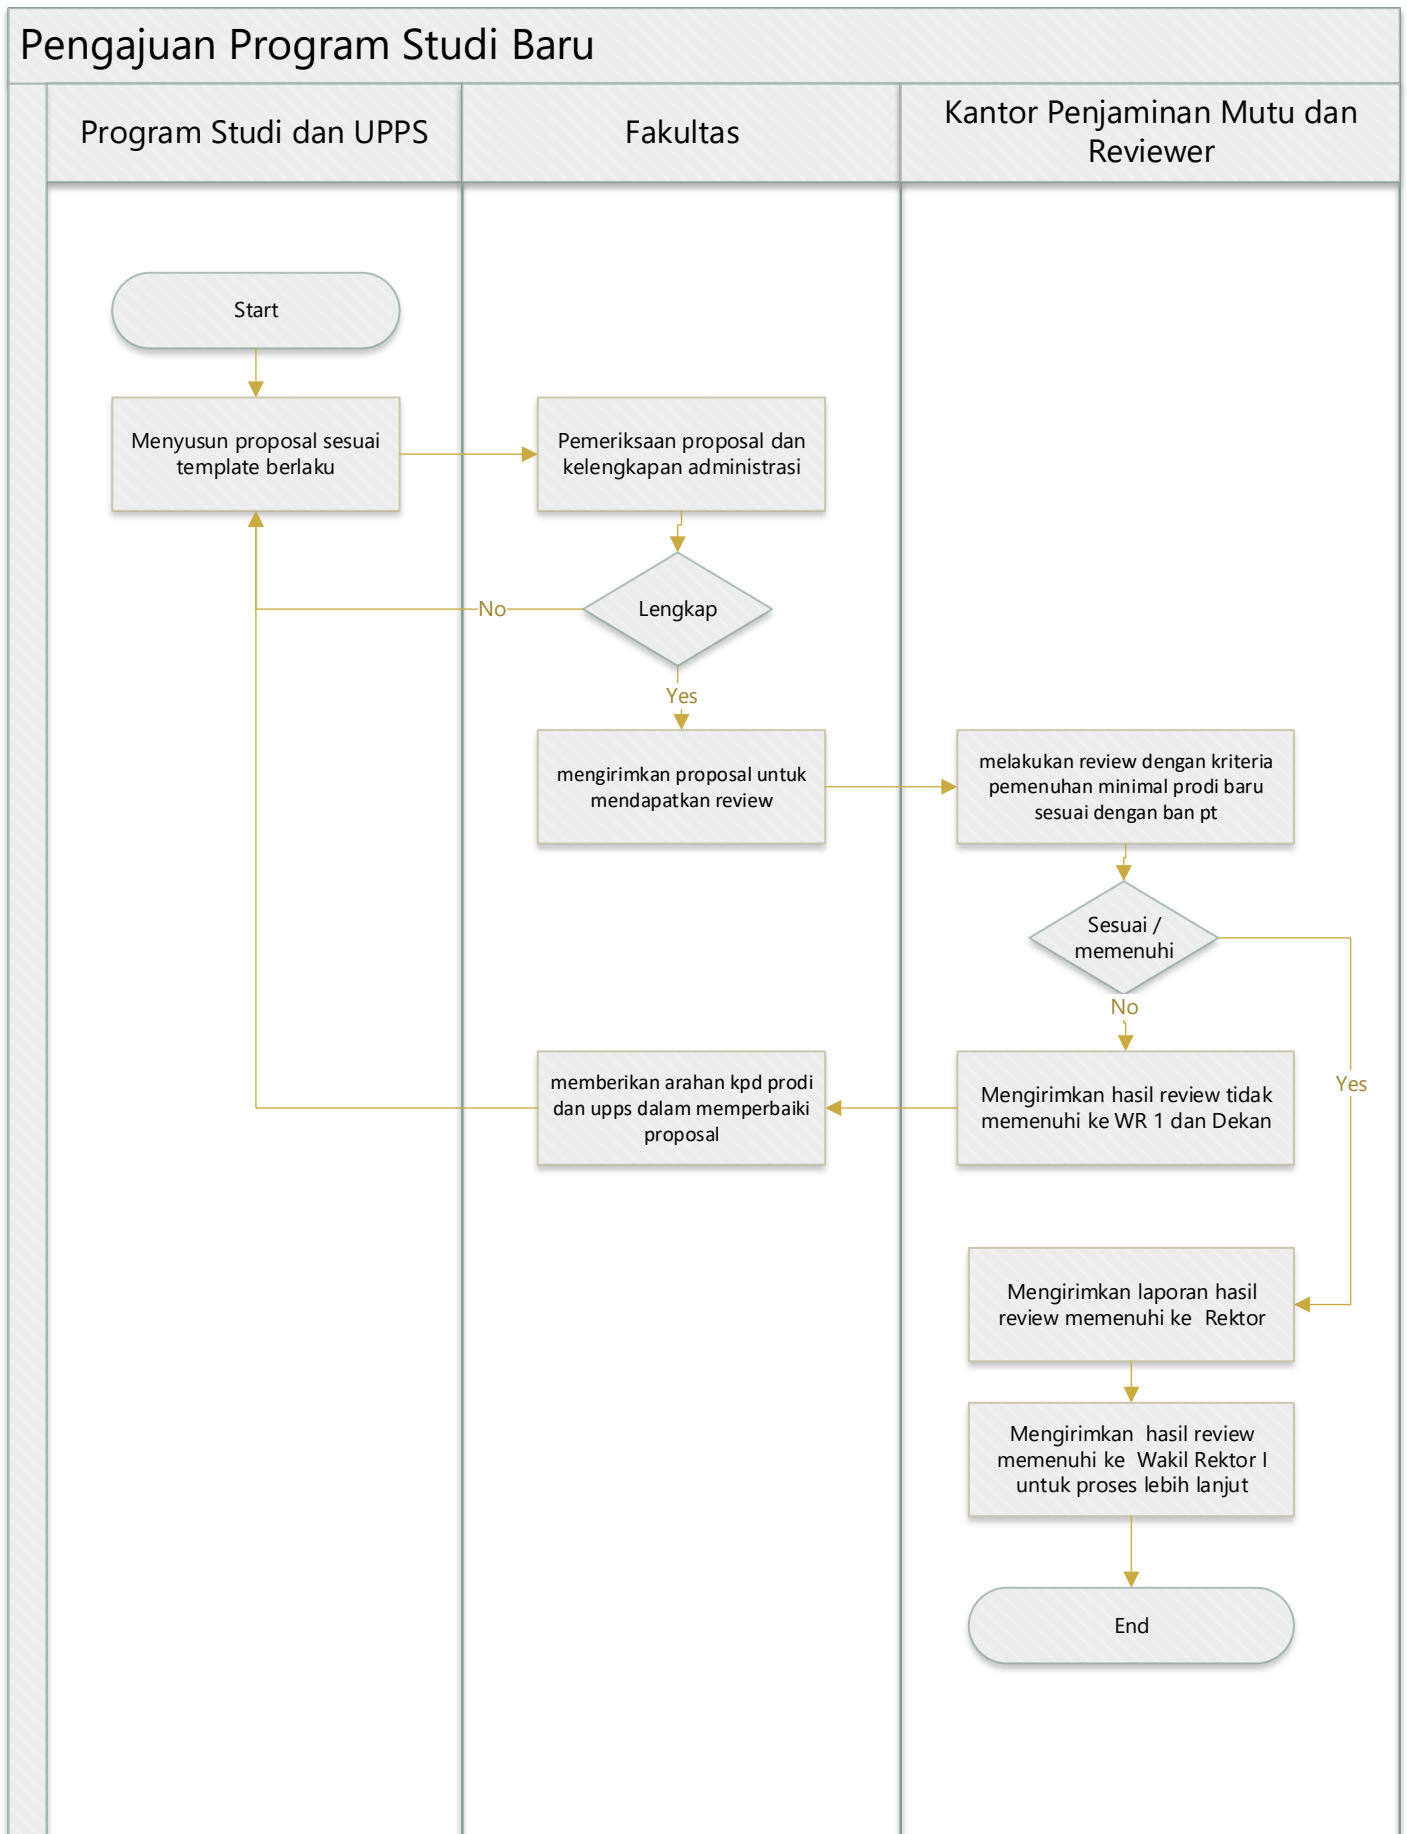 Pengajuan Program Studi Baru
Program Studi dan UPPS
Fakultas
Kantor Penjaminan Mutu dan
Reviewer
Start
Menyusun proposal sesuai
template berlaku
Pemeriksaan proposal dan
kelengkapan administrasi
Lengkap
No
Yes
mengirimkan proposal untuk
mendapatkan review
melakukan review dengan kriteria
pemenuhan minimal prodi baru
sesuai dengan ban pt
Sesuai /
memenuhi
No
Yes
Mengirimkan hasil review tidak
memenuhi ke WR 1 dan Dekan
memberikan arahan kpd prodi
dan upps dalam memperbaiki
proposal
Mengirimkan laporan hasil
review memenuhi ke  Rektor
Mengirimkan  hasil review
memenuhi ke  Wakil Rektor I
untuk proses lebih lanjut
End